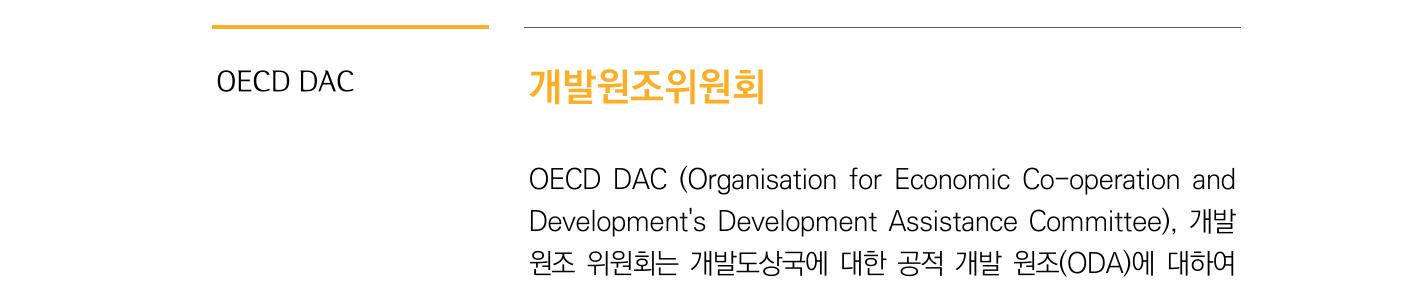 OECD DAC
개발원조위원회
OECD DAC (Organisation for Economic Co-operation and
Development's Development Assistance Committee), 개발
원조 위원회는 개발도상국에 대한 공적 개발 원조(ODA)에 대하여